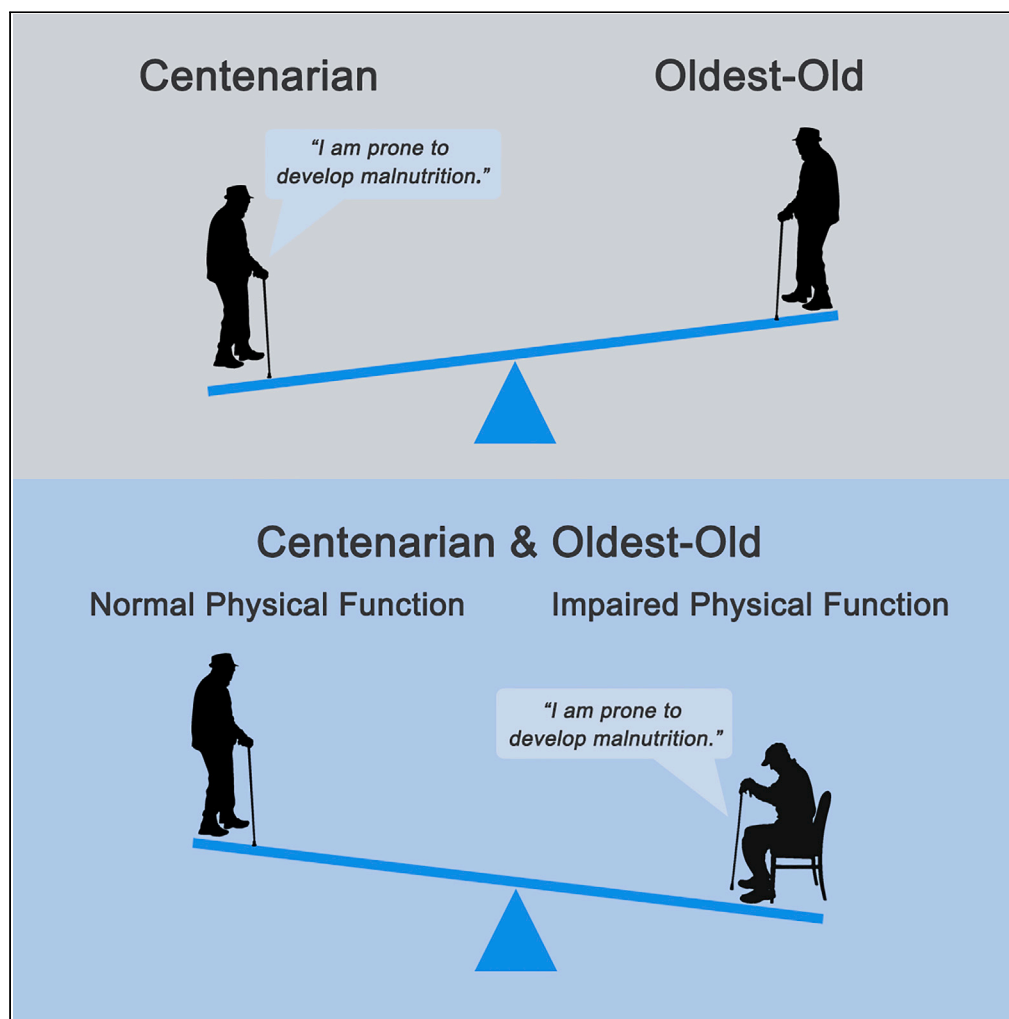 Centenarian
Oldest-Old
“I am prone to
develop malnutrition.”
Centenarian & Oldest-Old
Normal Physical Function
Impaired Physical Function
“I am prone to
develop malnutrition.”